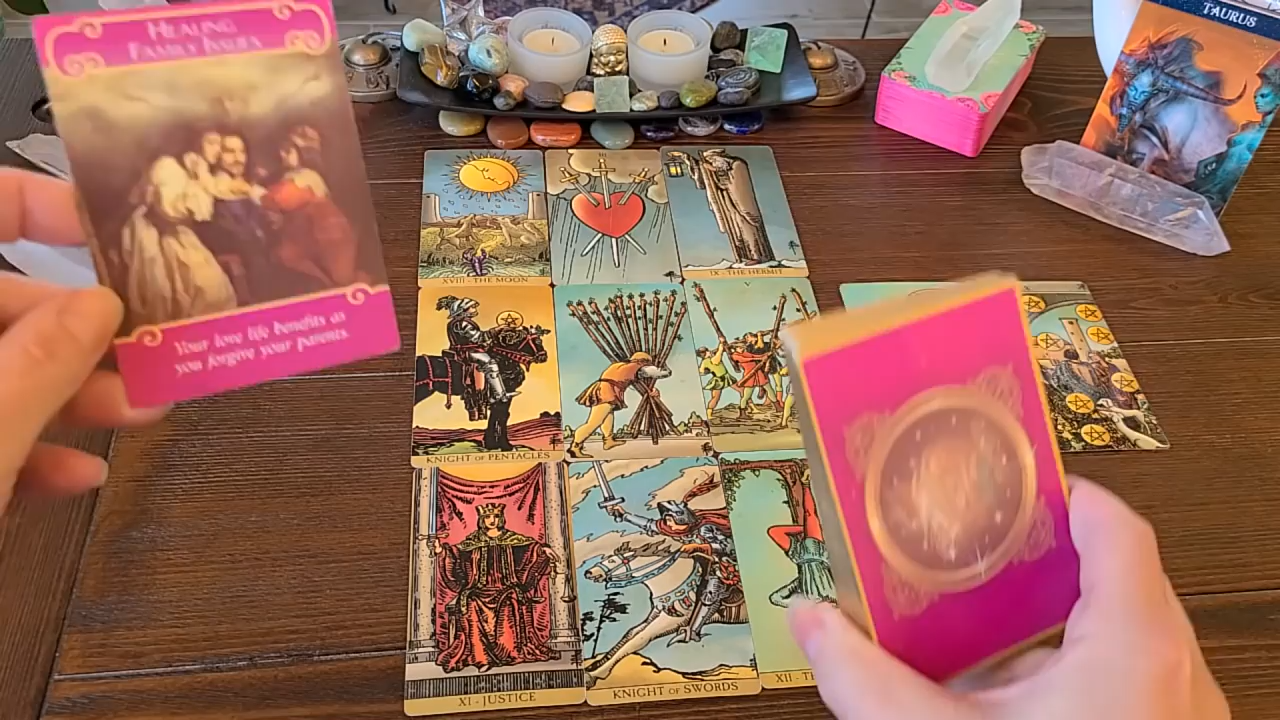 HEALING
FAMILY ISSUES
Your love life benefits as
you forgive your parents.
TAURUS
XVIII - THE MOON
IX - THE HERMIT
X
V
KNIGHT OF PENTACLES
XI - JUSTICE
KNIGHT OF SWORDS
XII - TH